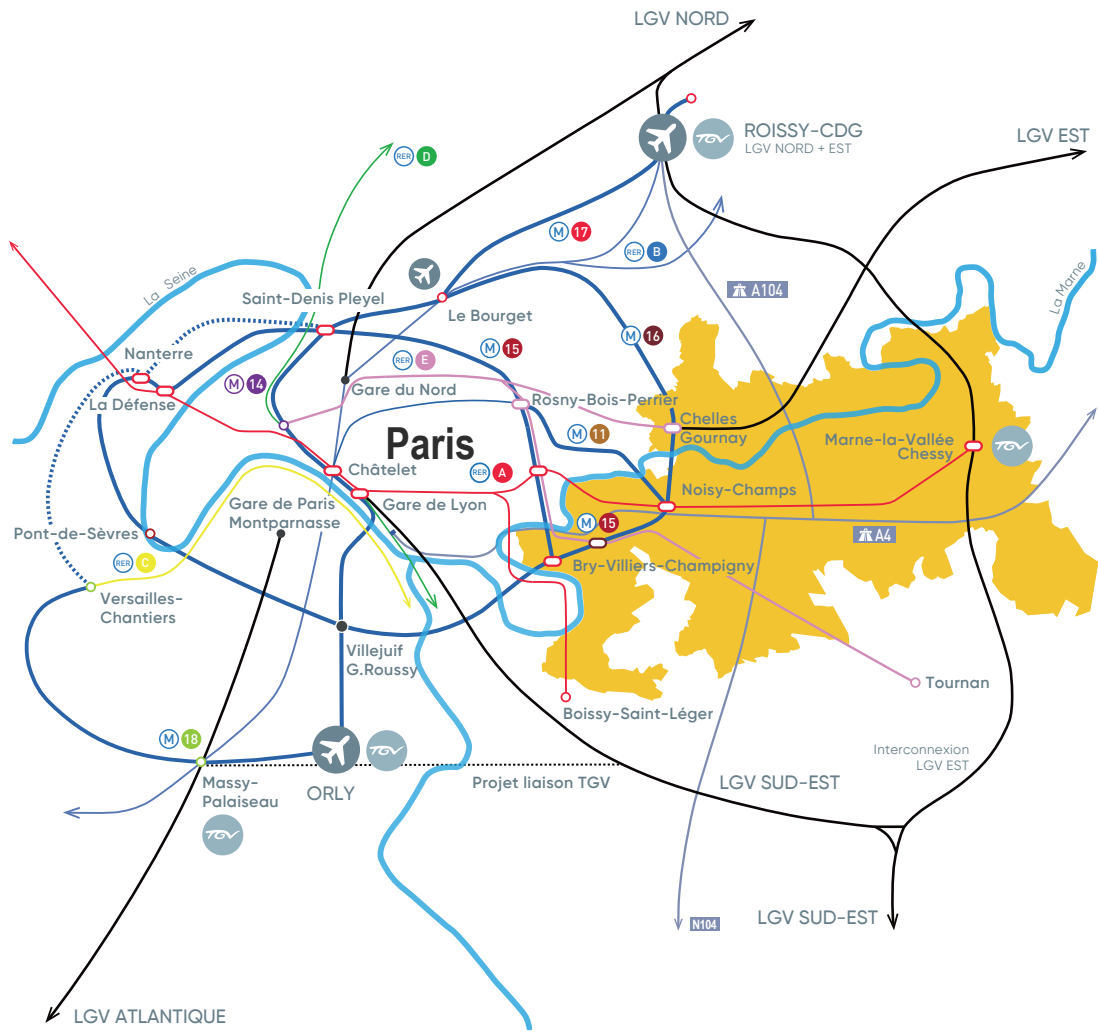 LGV NORD
TGV
ROISSY-CDG
LGV NORD + EST
LGV EST
RER D
La Seine
M 17
RER B
A104
La Marne
Saint-Denis Pleyel
Le Bourget
M 16
Nanterre
M 15
RER E
M 14
Gare du Nord
La Défense
Rosny-Bois-Perrier
Chelles
Gournay
Paris
M 11
Marne-la-Vallée
Chessy
TGV
Châtelet
RER A
Noisy-Champs
Gare de Paris
Montparnasse
Gare de Lyon
M 15
Pont-de-Sèvres
A4
RER C
Bry-Villiers-Champigny
Versailles-
Chantiers
Villejuif
G.Roussy
Tournan
Boissy-Saint-Léger
M 18
TGV
Interconnexion
LGV EST
Massy-
Palaiseau
ORLY
Projet liaison TGV
LGV SUD-EST
TGV
N104
LGV SUD-EST
LGV ATLANTIQUE